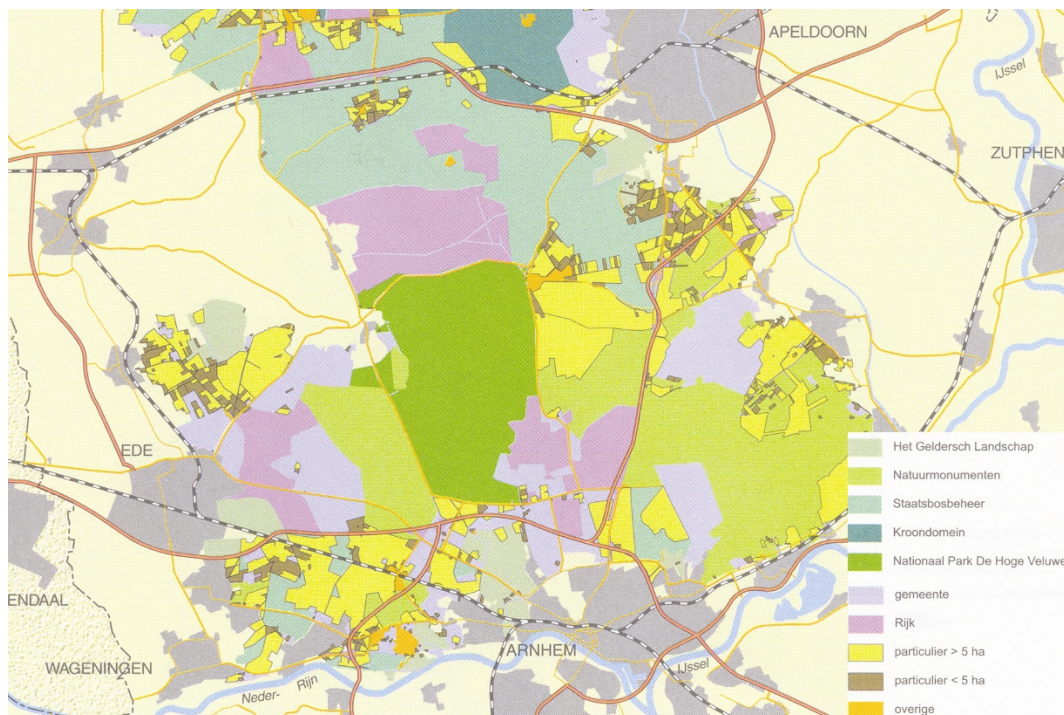 APELDOORN
IJssel
ZUTPHEN
EDE
ENDAAL
WAGENINGEN
Neder-
Rijn
ARNHEM
IJssel
Het Geldersch Landschap
Natuurmonumenten
Staatsbosbeheer
Kroondomein
Nationaal Park De Hoge Veluwe
gemeente
Rijk
particulier > 5 ha
particulier < 5 ha
overige